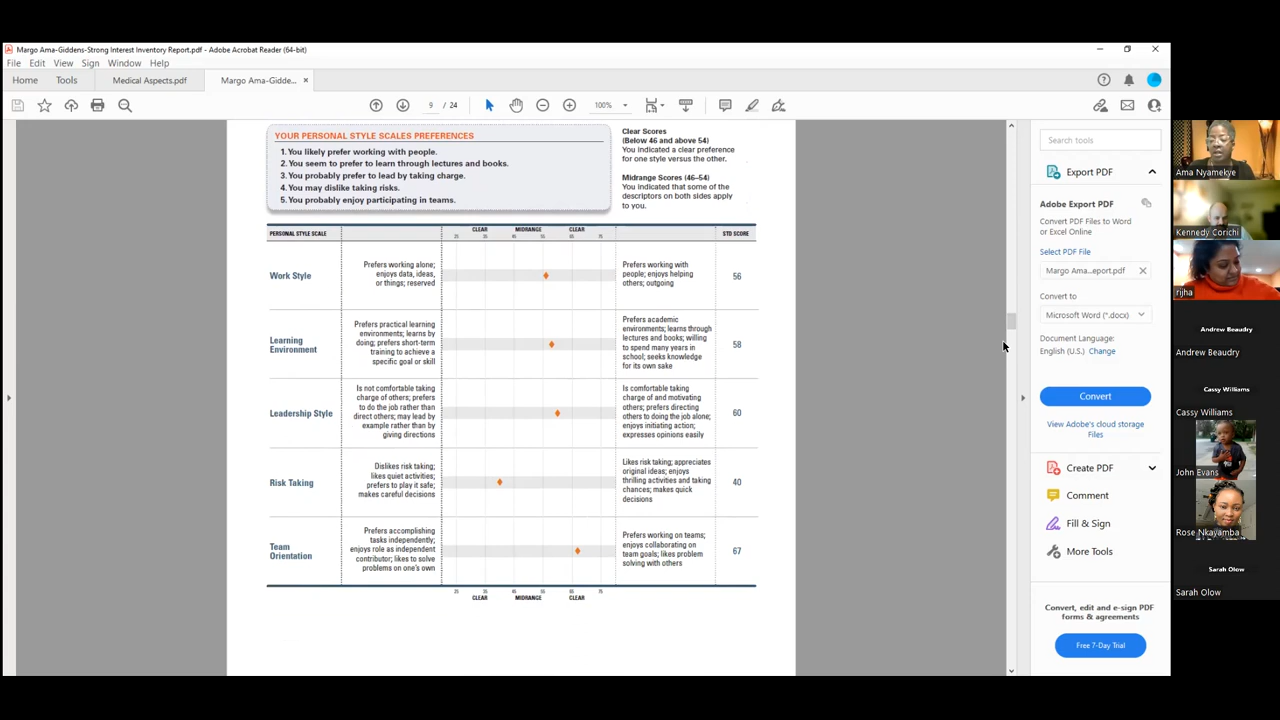 Margo Ama-Giddens-Strong Interest Inventory Report.pdf - Adobe Acrobat Reader (64-bit)
File Edit View Sign Window Help
Home Tools Medical Aspects.pdf Margo Ama-Gidde... ×
9 / 24 100%
YOUR PERSONAL STYLE SCALES PREFERENCES
1. You likely prefer working with people.
2. You seem to prefer to learn through lectures and books.
3. You probably prefer to lead by taking charge.
4. You may dislike taking risks.
5. You probably enjoy participating in teams.
Clear Scores
(Below 46 and above 54)
You indicated a clear preference
for one style versus the other.
Midrange Scores (46–54)
You indicated that some of the
descriptors on both sides apply
to you.
PERSONAL STYLE SCALE CLEAR MIDRANGE CLEAR STD SCORE
25 35 45 55 65 75
Work Style
Prefers working alone;
enjoys data, ideas,
or things; reserved
Prefers working with
people; enjoys helping
others; outgoing
56
Learning
Environment
Prefers practical learning
environments; learns by
doing; prefers short-term
training to achieve a
specific goal or skill
Prefers academic
environments; learns through
lectures and books; willing
to spend many years in
school; seeks knowledge
for its own sake
58
Leadership Style
Is not comfortable taking
charge of others; prefers
to do the job rather than
direct others; may lead by
example rather than by
giving directions
Is comfortable taking
charge of and motivating
others; prefers directing
others to doing the job alone;
enjoys initiating action;
expresses opinions easily
60
Risk Taking
Dislikes risk taking;
likes quiet activities;
prefers to play it safe;
makes careful decisions
Likes risk taking; appreciates
original ideas; enjoys
thrilling activities and taking
chances; makes quick
decisions
40
Team
Orientation
Prefers accomplishing
tasks independently;
enjoys role as independent
contributor; likes to solve
problems on one's own
Prefers working on teams;
enjoys collaborating on
team goals; likes problem
solving with others
67
25 35 45 55 65 75
CLEAR MIDRANGE CLEAR
Search tools
Export PDF
Adobe Export PDF
Convert PDF Files to Word
or Excel Online
Select PDF File
Margo Ama...eport.pdf ×
Convert to
Microsoft Word (*.docx)
Document Language:
English (U.S.) Change
Convert
View Adobe's cloud storage
Files
Create PDF
Comment
Fill & Sign
More Tools
Convert, edit and e-sign PDF
forms & agreements
Free 7-Day Trial
Ama Nyamekye
Kennedy Corichi
rijha
Andrew Beaudry
Andrew Beaudry
Cassy Williams
Cassy Williams
John Evans
Rose Nkayamba
Sarah Olow
Sarah Olow